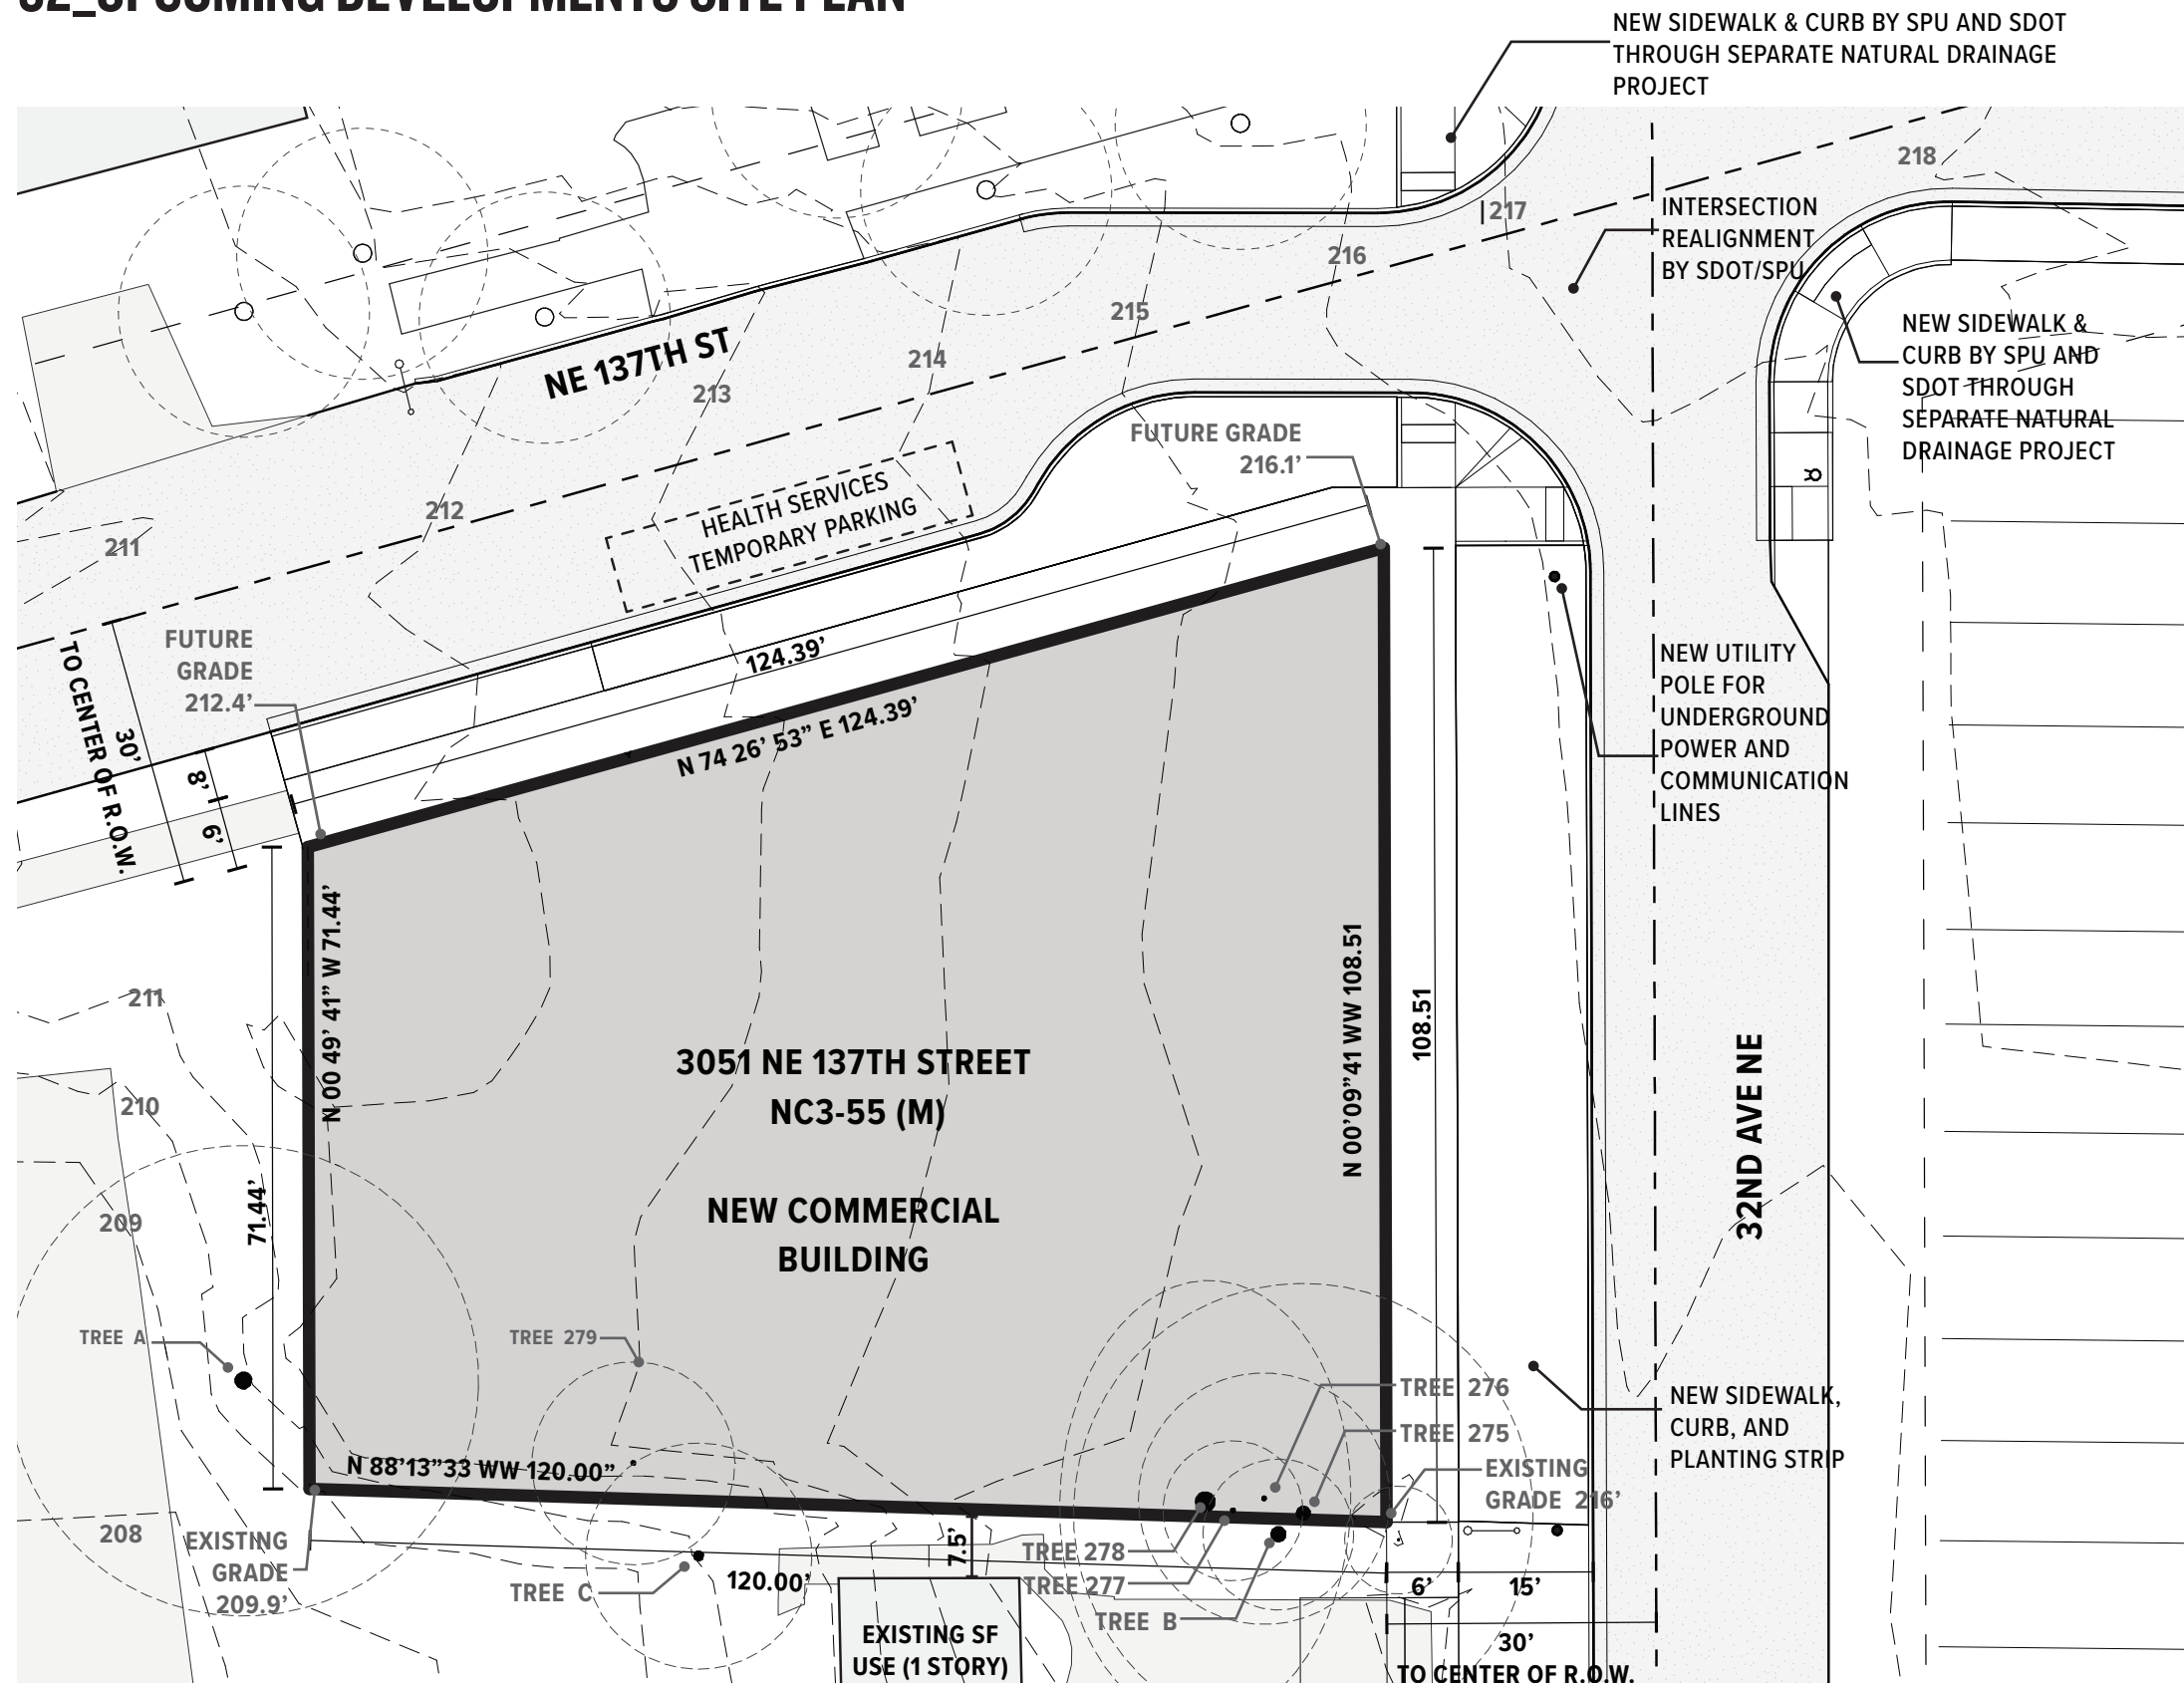 02_UPCOMING DEVELOPMENTS SITE PLAN
NEW SIDEWALK & CURB BY SPU AND SDOT
THROUGH SEPARATE NATURAL DRAINAGE
PROJECT
218
217
INTERSECTION
REALIGNMENT
BY SDOT/SPU
216
215
214
213
212
211
NE 137TH ST
NEW SIDEWALK &
CURB BY SPU AND
SDOT THROUGH
SEPARATE NATURAL
DRAINAGE PROJECT
FUTURE GRADE
216.1’
HEALTH SERVICES
TEMPORARY PARKING
FUTURE
GRADE
212.4’
30’
TO CENTER OF R.O.W.
8’
6’
124.39’
N 74 26’ 53” E 124.39’
NEW UTILITY
POLE FOR
UNDERGROUND
POWER AND
COMMUNICATION
LINES
N 00 49’ 41” W 71.44’
71.44’
N 00’09”41 WW 108.51
108.51
211
210
209
208
3051 NE 137TH STREET
NC3-55 (M)
NEW COMMERCIAL
BUILDING
32ND AVE NE
TREE A
TREE 279
TREE 276
TREE 275
NEW SIDEWALK,
CURB, AND
PLANTING STRIP
N 88’13”33 WW 120.00”
EXISTING
GRADE 216’
EXISTING
GRADE
209.9’
TREE C
120.00’
7.5’
TREE 278
TREE 277
TREE B
6’
15’
30’
TO CENTER OF R.O.W.
EXISTING SF
USE (1 STORY)